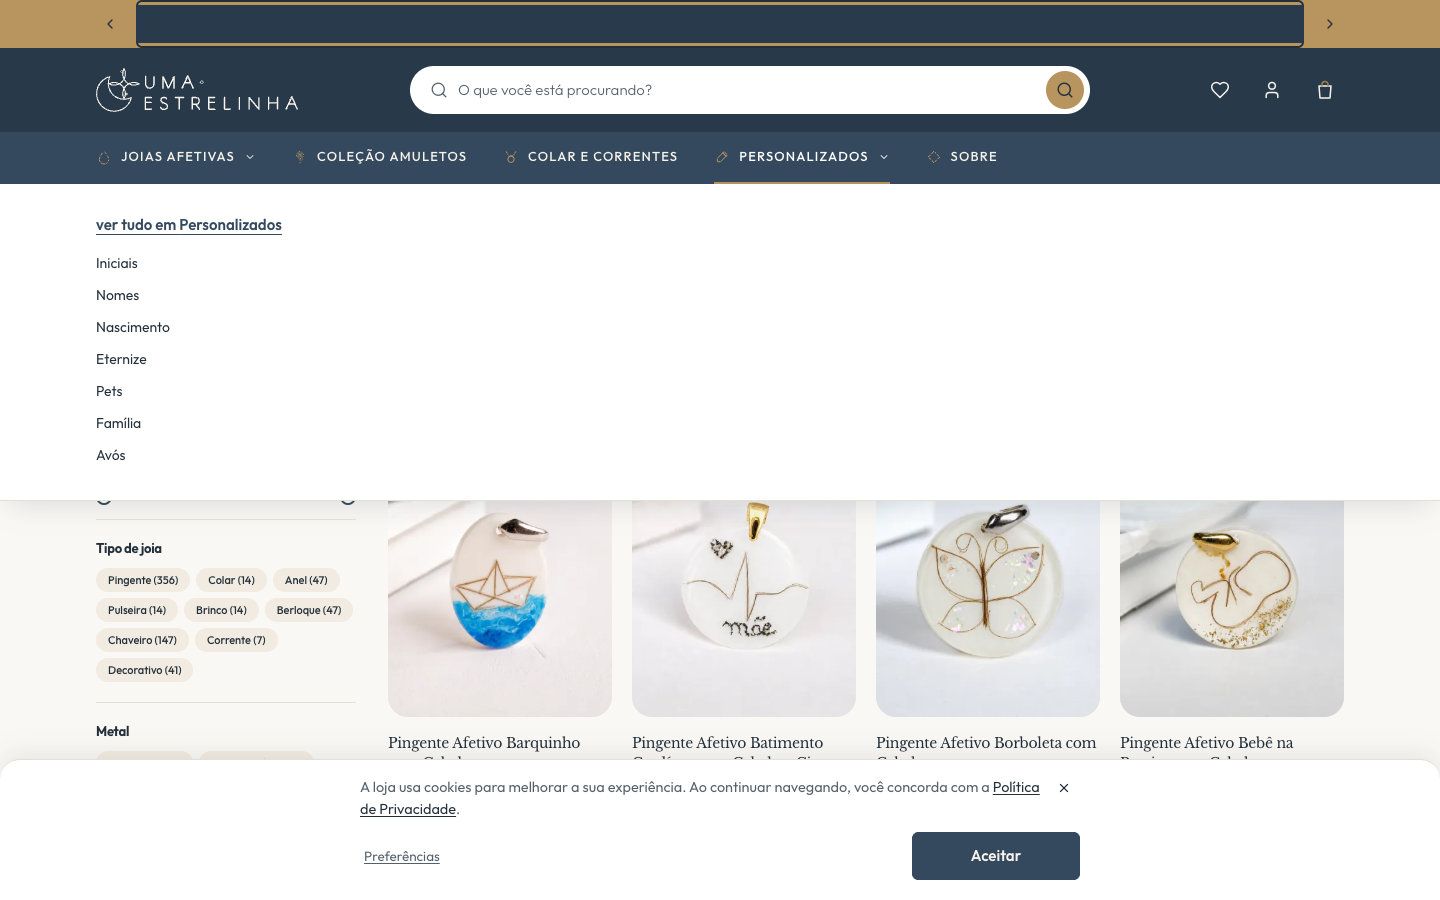 UMA
ESTRELINHA
O que você está procurando?
JOIAS AFETIVAS
COLEÇÃO AMULETOS
COLAR E CORRENTES
PERSONALIZADOS
SOBRE
ver tudo em Personalizados
Iniciais
Nomes
Nascimento
Eternize
Pets
Família
Avós
Tipo de joia
Pingente (356)
Colar (14)
Anel (47)
Pulseira (14)
Brinco (14)
Berloque (47)
Chaveiro (147)
Corrente (7)
Decorativo (41)
Metal
mãe
Pingente Afetivo Barquinho
Pingente Afetivo Batimento
Pingente Afetivo Borboleta com
Pingente Afetivo Bebê na
A loja usa cookies para melhorar a sua experiência. Ao continuar navegando, você concorda com a Política
de Privacidade.
Preferências
Aceitar